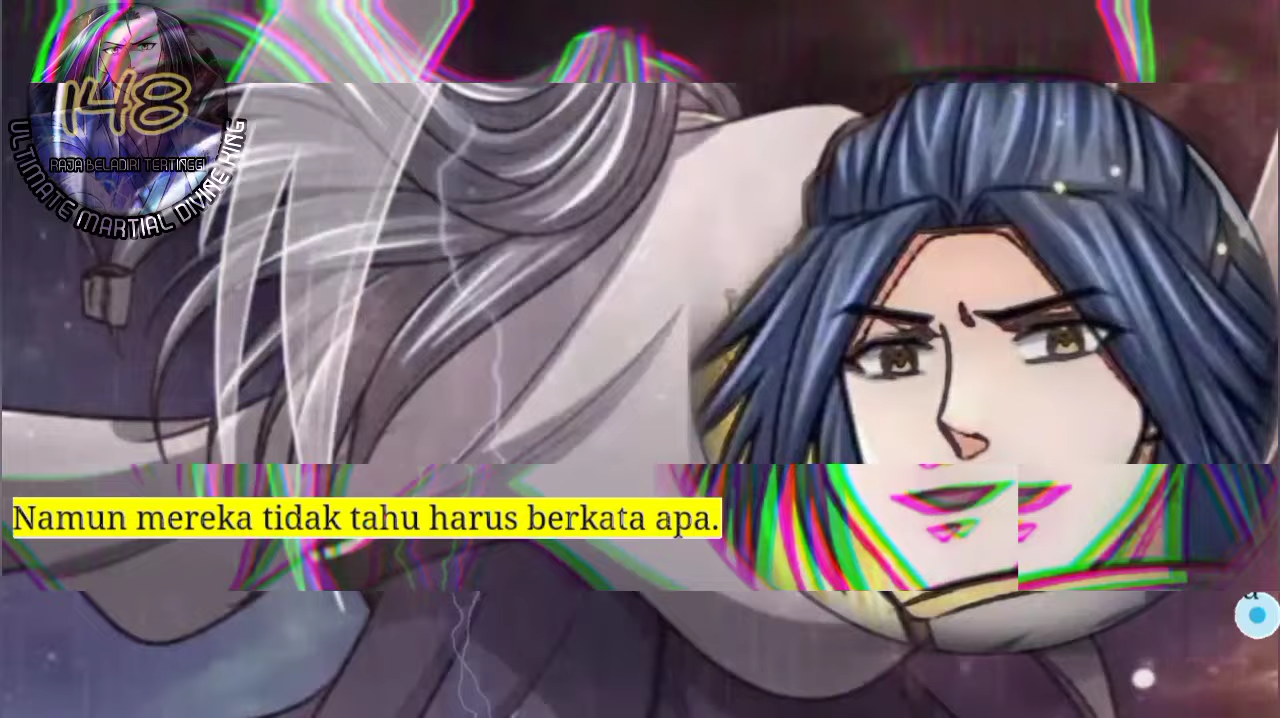 148
RAJA BELADIRI TERTINGGI
ULTIMATE MARTIAL DIVINE KING
Namun mereka tidak tahu harus berkata apa.